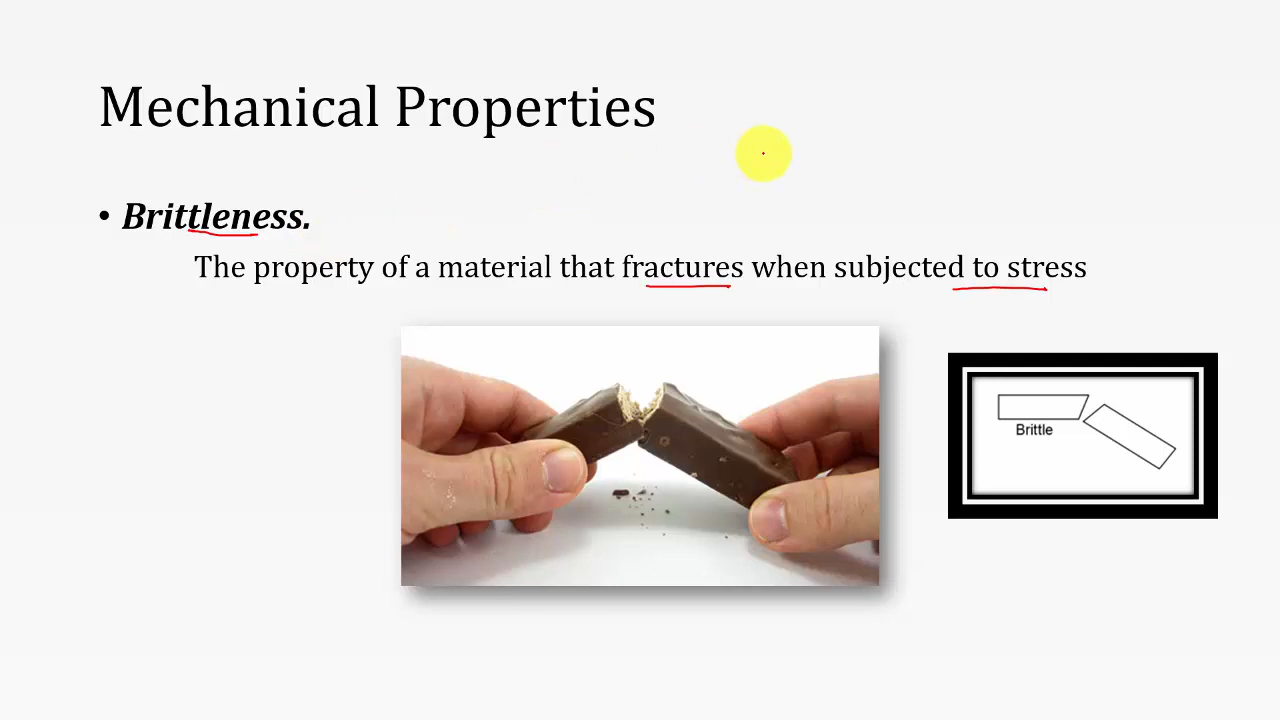 Mechanical Properties
• Brittleness.
The property of a material that fractures when subjected to stress
Brittle